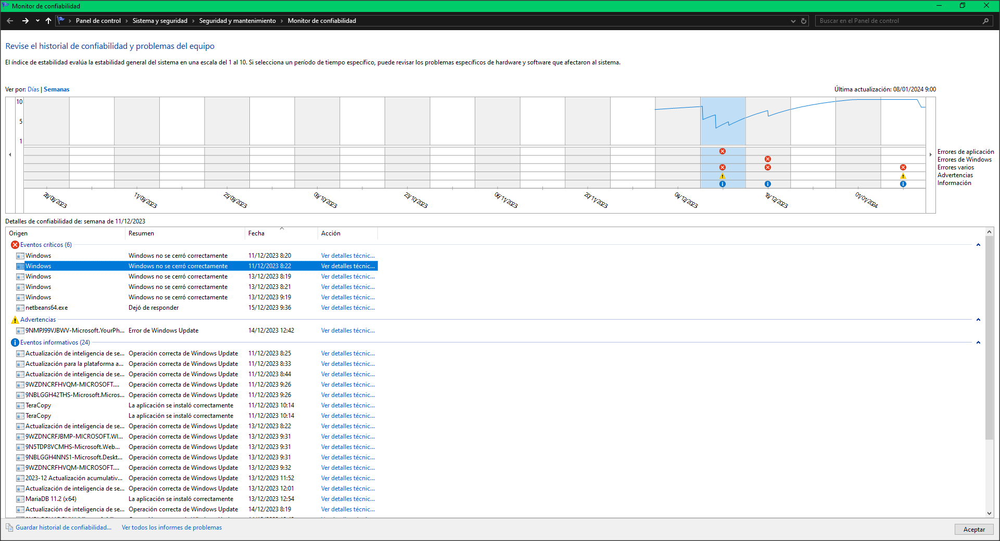 Monitor de confiabilidad
Panel de control > Sistema y seguridad > Seguridad y mantenimiento > Monitor de confiabilidad
Buscar en el Panel de control
Revise el historial de confiabilidad y problemas del equipo
El índice de estabilidad evalúa la estabilidad general del sistema en una escala del 1 al 10. Si selecciona un período de tiempo específico, puede revisar los problemas específicos de hardware y software que afectaron al sistema.
Ver por: Días | Semanas
Última actualización: 08/01/2024 9:00
10
5
1
Errores de aplicación
Errores de Windows
Errores varios
Advertencias
Información
28/08/2023 11/09/2023 25/09/2023 09/10/2023 23/10/2023 06/11/2023 20/11/2023 04/12/2023 18/12/2023 01/01/2024
Detalles de confiabilidad de: semana de 11/12/2023
Origen Resumen Fecha Acción
Eventos críticos (6)
Windows Windows no se cerró correctamente 11/12/2023 8:20 Ver detalles técnic...
Windows Windows no se cerró correctamente 11/12/2023 8:22 Ver detalles técnic...
Windows Windows no se cerró correctamente 13/12/2023 8:19 Ver detalles técnic...
Windows Windows no se cerró correctamente 13/12/2023 8:21 Ver detalles técnic...
Windows Windows no se cerró correctamente 13/12/2023 9:19 Ver detalles técnic...
netbeans64.exe Dejó de responder 15/12/2023 9:36 Ver detalles técnic...
Advertencias
9NMPJ99VJBWV-Microsoft.YourPh... Error de Windows Update 14/12/2023 12:42 Ver detalles técnic...
Eventos informativos (24)
Actualización de inteligencia de se... Operación correcta de Windows Update 11/12/2023 8:25 Ver detalles técnic...
Actualización para la plataforma a... Operación correcta de Windows Update 11/12/2023 8:33 Ver detalles técnic...
Actualización de inteligencia de se... Operación correcta de Windows Update 11/12/2023 8:44 Ver detalles técnic...
9WZDNCRFHVQM-MICROSOFT.... Operación correcta de Windows Update 11/12/2023 9:26 Ver detalles técnic...
9NBLGGH42THS-Microsoft.Micros... Operación correcta de Windows Update 11/12/2023 9:26 Ver detalles técnic...
TeraCopy La aplicación se instaló correctamente 11/12/2023 10:14 Ver detalles técnic...
TeraCopy La aplicación se instaló correctamente 11/12/2023 10:14 Ver detalles técnic...
Actualización de inteligencia de se... Operación correcta de Windows Update 13/12/2023 8:22 Ver detalles técnic...
9WZDNCRFJBMP-MICROSOFT.WI... Operación correcta de Windows Update 13/12/2023 9:31 Ver detalles técnic...
9N5TDP8VCMHS-Microsoft.Web... Operación correcta de Windows Update 13/12/2023 9:31 Ver detalles técnic...
9NBLGGH4NNS1-Microsoft.Deskt... Operación correcta de Windows Update 13/12/2023 9:31 Ver detalles técnic...
9WZDNCRFHVQM-MICROSOFT.... Operación correcta de Windows Update 13/12/2023 9:32 Ver detalles técnic...
2023-12 Actualización acumulativ... Operación correcta de Windows Update 13/12/2023 11:52 Ver detalles técnic...
Actualización de inteligencia de se... Operación correcta de Windows Update 13/12/2023 12:01 Ver detalles técnic...
MariaDB 11.2 (x64) La aplicación se instaló correctamente 13/12/2023 12:54 Ver detalles técnic...
Actualización de inteligencia de se... Operación correcta de Windows Update 14/12/2023 8:19 Ver detalles técnic...
Guardar historial de confiabilidad... Ver todos los informes de problemas
Aceptar